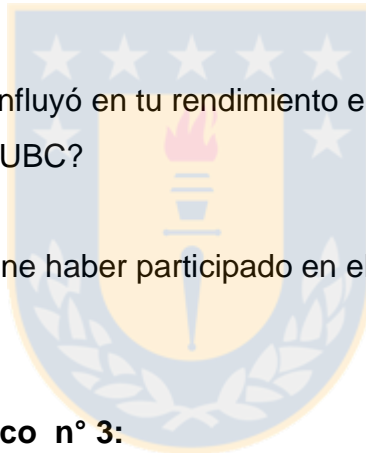 nfluyó en tu rendimiento e
UBC?
ne haber participado en el
co n° 3: